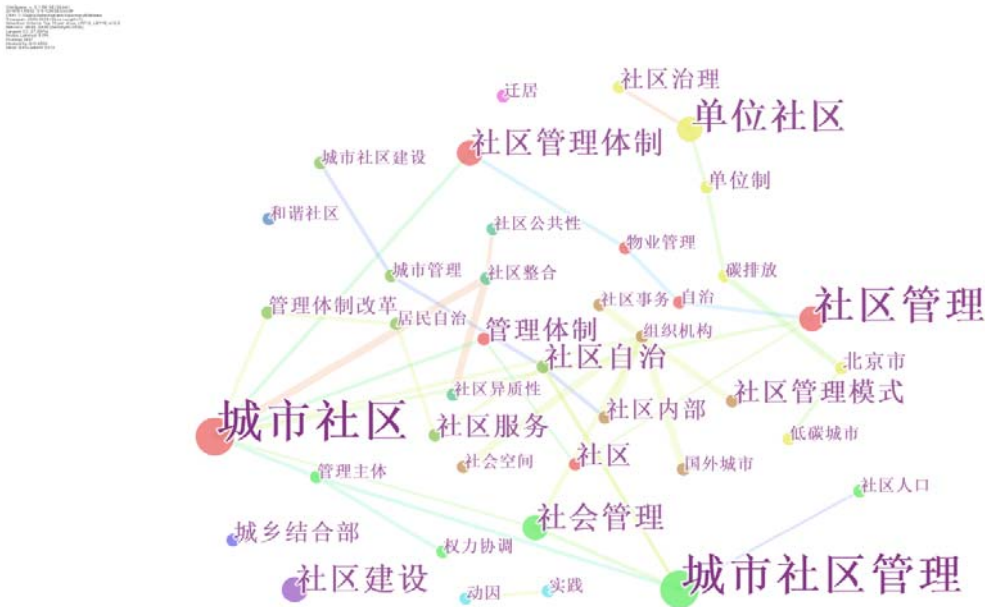 社区治理
迁居
单位社区
社区管理体制
城市社区建设
单位制
和谐社区
社区公共性
物业管理
城市管理
社区整合
碳排放
管理体制改革
居民自治
社区事务
自治
社区管理
管理体制
组织机构
社区自治
北京市
社区异质性
社区管理模式
城市社区
社区服务
社区内部
低碳城市
管理主体
社会空间
社区
国外城市
社区人口
城乡结合部
社会管理
权力协调
社区建设
动因
实践
城市社区管理